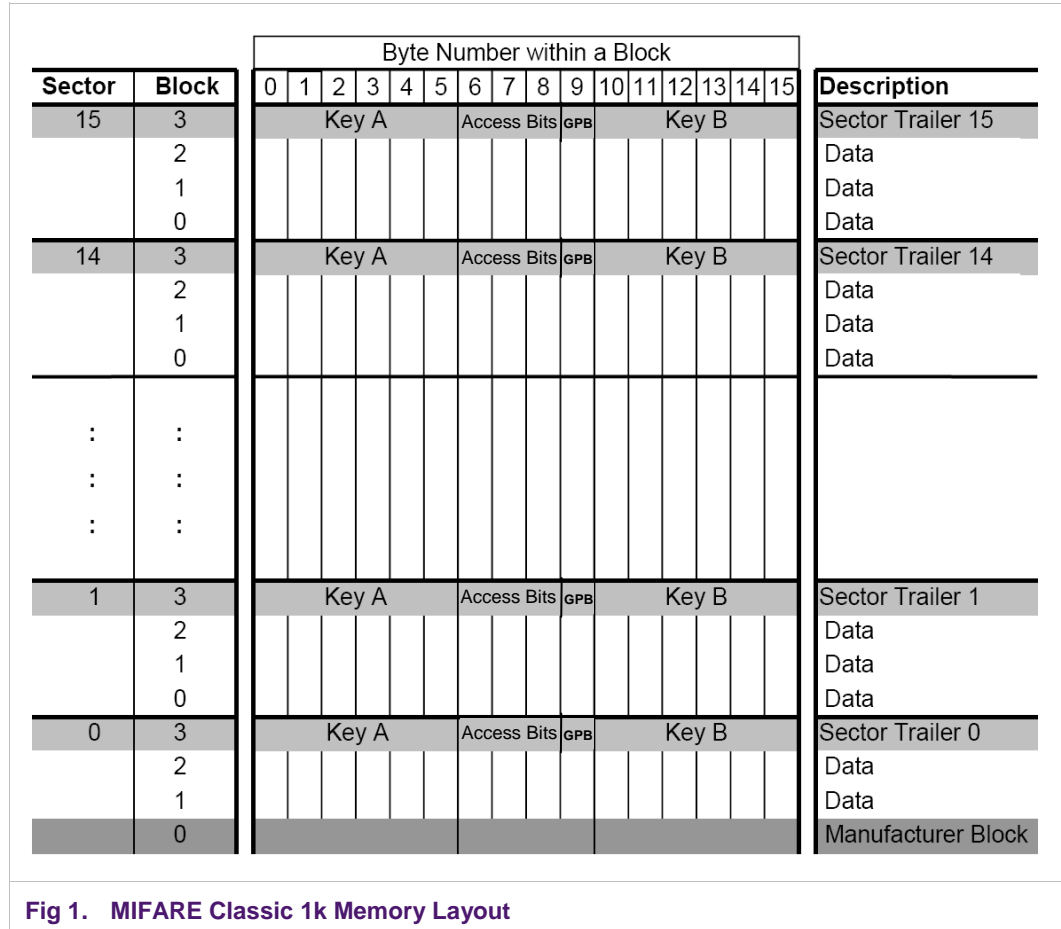 Byte Number within a Block
Sector Block 0 1 2 3 4 5 6 7 8 9 10 11 12 13 14 15 Description
15 3 Key A Access Bits GPB Key B Sector Trailer 15
2 Data
1 Data
0 Data
14 3 Key A Access Bits GPB Key B Sector Trailer 14
2 Data
1 Data
0 Data
: :
: :
: :
1 3 Key A Access Bits GPB Key B Sector Trailer 1
2 Data
1 Data
0 Data
0 3 Key A Access Bits GPB Key B Sector Trailer 0
2 Data
1 Data
0 Manufacturer Block
Fig 1. MIFARE Classic 1k Memory Layout